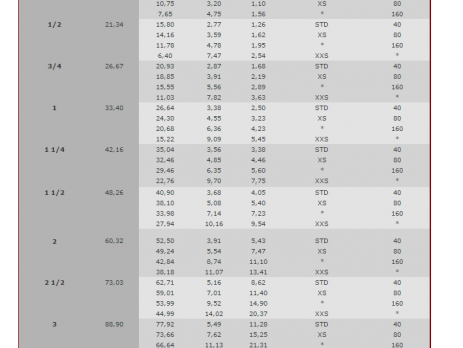 10,75 3,20 1,10 XS 80
7,65 4,75 1,56 * 160
1/2 21,34 15,80 2,77 1,26 STD 40
14,16 3,59 1,62 XS 80
11,78 4,78 1,95 * 160
6,40 7,47 2,54 XXS *
3/4 26,67 20,93 2,87 1,68 STD 40
18,85 3,91 2,19 XS 80
15,55 5,56 2,89 * 160
11,03 7,82 3,63 XXS *
1 33,40 26,64 3,38 2,50 STD 40
24,30 4,55 3,23 XS 80
20,68 6,36 4,23 * 160
15,22 9,09 5,45 XXS *
1 1/4 42,16 35,04 3,56 3,38 STD 40
32,46 4,85 4,46 XS 80
29,46 6,35 5,60 * 160
22,76 9,70 7,75 XXS *
1 1/2 48,26 40,90 3,68 4,05 STD 40
38,10 5,08 5,40 XS 80
33,98 7,14 7,23 * 160
27,94 10,16 9,54 XXS *
2 60,32 52,50 3,91 5,43 STD 40
49,24 5,54 7,47 XS 80
42,84 8,74 11,10 * 160
38,18 11,07 13,41 XXS *
2 1/2 73,03 62,71 5,16 8,62 STD 40
59,01 7,01 11,40 XS 80
53,99 9,52 14,90 * 160
44,99 14,02 20,37 XXS *
3 88,90 77,92 5,49 11,28 STD 40
73,66 7,62 15,25 XS 80
66,64 11,13 21,31 * 160